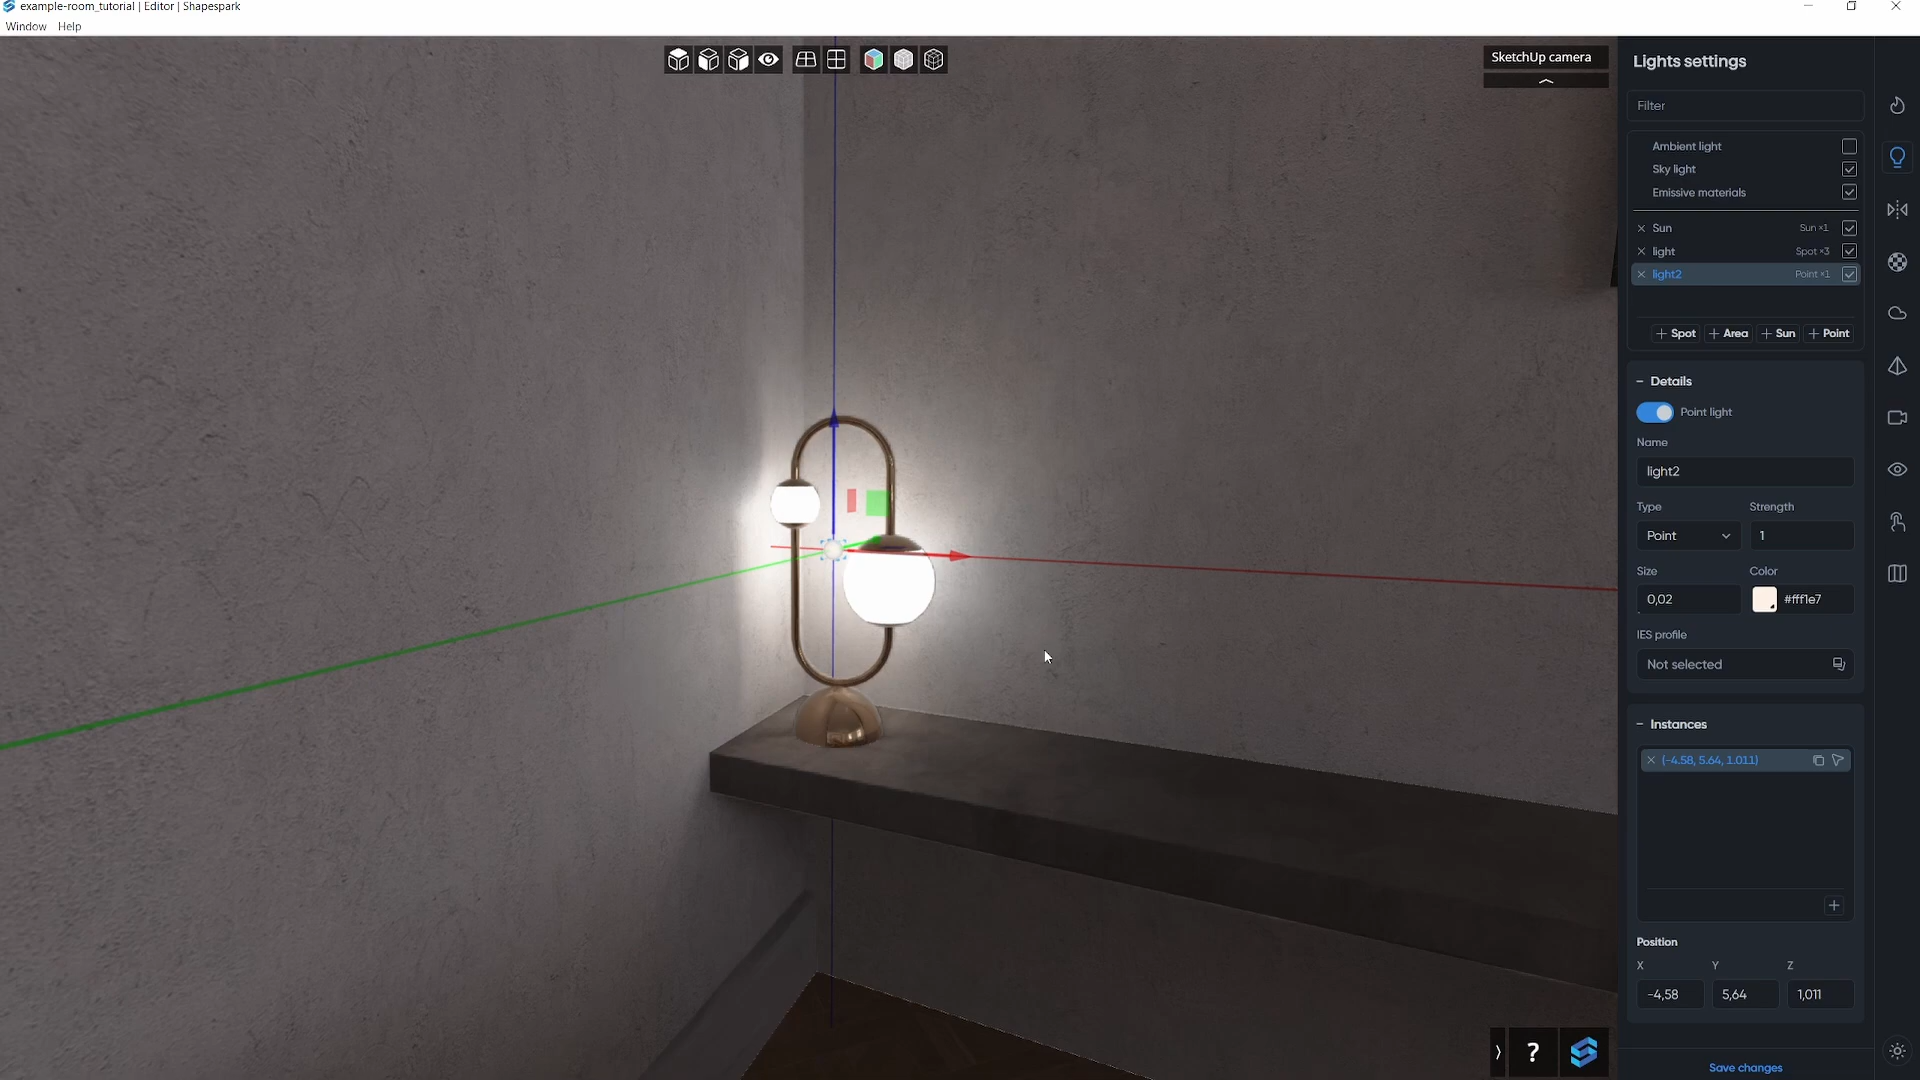 example-room_tutorial | Editor | Shapespark
Window Help
SketchUp camera
Lights settings
Filter
Ambient light
Sky light
Emissive materials
Sun Sun ×1
light Spot ×3
light2 Point ×1
+ Spot + Area + Sun + Point
− Details
Point light
Name
light2
Type Strength
Point 1
Size Color
0,02 #fff1e7
IES profile
Not selected
− Instances
(-4.58, 5.64, 1.011)
Position
X Y Z
-4,58 5,64 1,011
?
Save changes